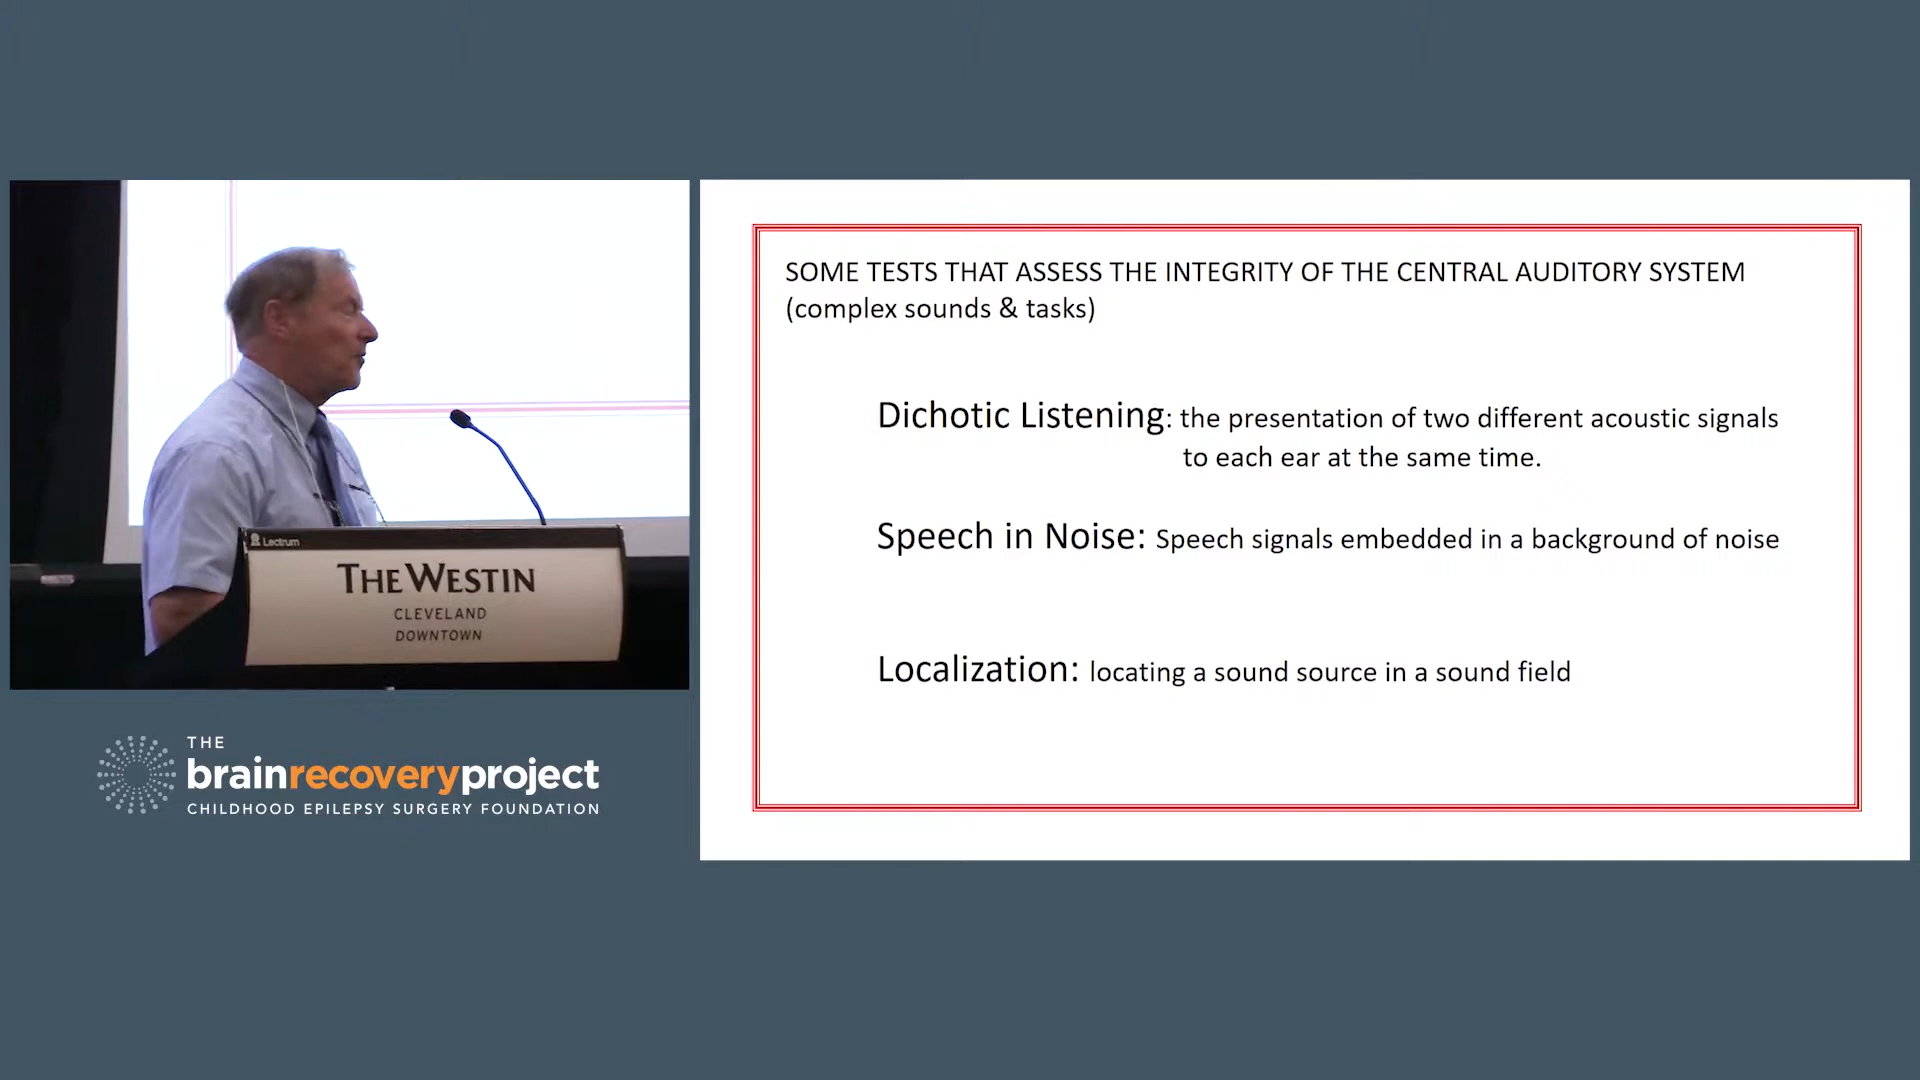 Lectrum
THE WESTIN
CLEVELAND
DOWNTOWN
THE
brainrecoveryproject
CHILDHOOD EPILEPSY SURGERY FOUNDATION
SOME TESTS THAT ASSESS THE INTEGRITY OF THE CENTRAL AUDITORY SYSTEM
(complex sounds & tasks)
Dichotic Listening: the presentation of two different acoustic signals
to each ear at the same time.
Speech in Noise: Speech signals embedded in a background of noise
Localization: locating a sound source in a sound field